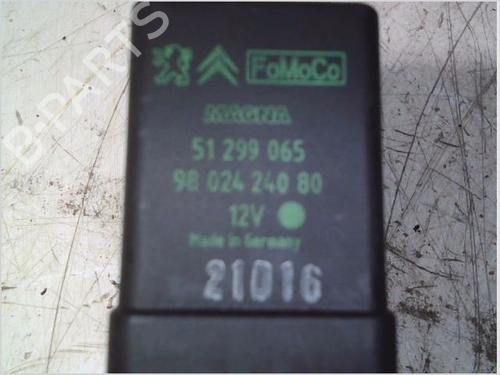 FoMoCo
MAGNA
51 299 065
98 024 240 80
12V
Made in Germany
21016
B-PARTS